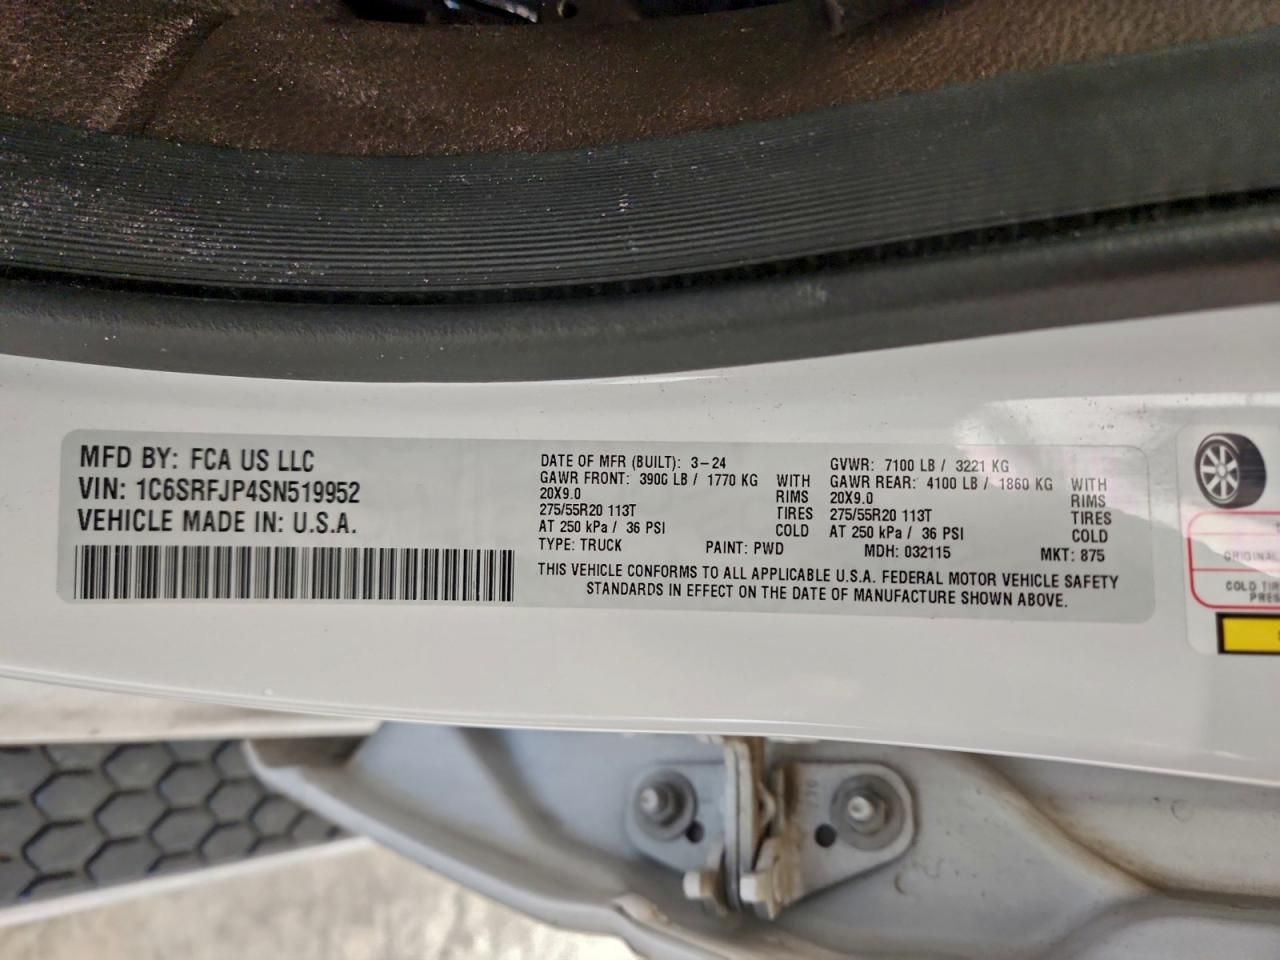 MFD BY: FCA US LLC
VIN: 1C6SRFJP4SN519952
VEHICLE MADE IN: U.S.A.
DATE OF MFR (BUILT): 3-24
GAWR FRONT: 3900 LB / 1770 KG WITH
20X9.0 RIMS
275/55R20 113T TIRES
AT 250 kPa / 36 PSI COLD
TYPE: TRUCK PAINT: PWD
GVWR: 7100 LB / 3221 KG
GAWR REAR: 4100 LB / 1860 KG WITH
20X9.0 RIMS
275/55R20 113T TIRES
AT 250 kPa / 36 PSI COLD
MDH: 032115 MKT: 875
THIS VEHICLE CONFORMS TO ALL APPLICABLE U.S.A. FEDERAL MOTOR VEHICLE SAFETY
STANDARDS IN EFFECT ON THE DATE OF MANUFACTURE SHOWN ABOVE.
ORIGINAL
COLD TIR
PRES